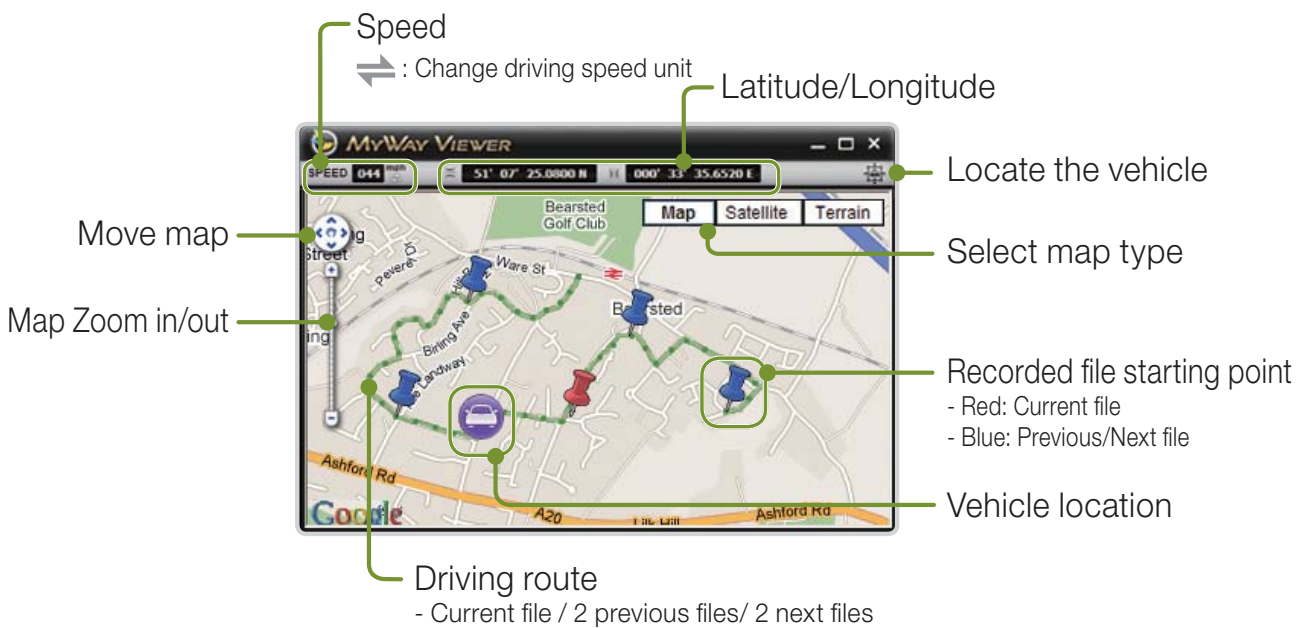 Speed
: Change driving speed unit
Latitude/Longitude
MyWay Viewer
SPEED 044 mph
51' 07' 25.0800 N
000' 33' 35.6520 E
Locate the vehicle
Move map
Bearsted
Golf Club
Map
Satellite
Terrain
Select map type
Street
Ware St
Map Zoom in/out
Birling Ave
Landway
Recorded file starting point
- Red: Current file
- Blue: Previous/Next file
Ashford Rd
Google
A20
Ashford Rd
Vehicle location
Driving route
- Current file / 2 previous files/ 2 next files